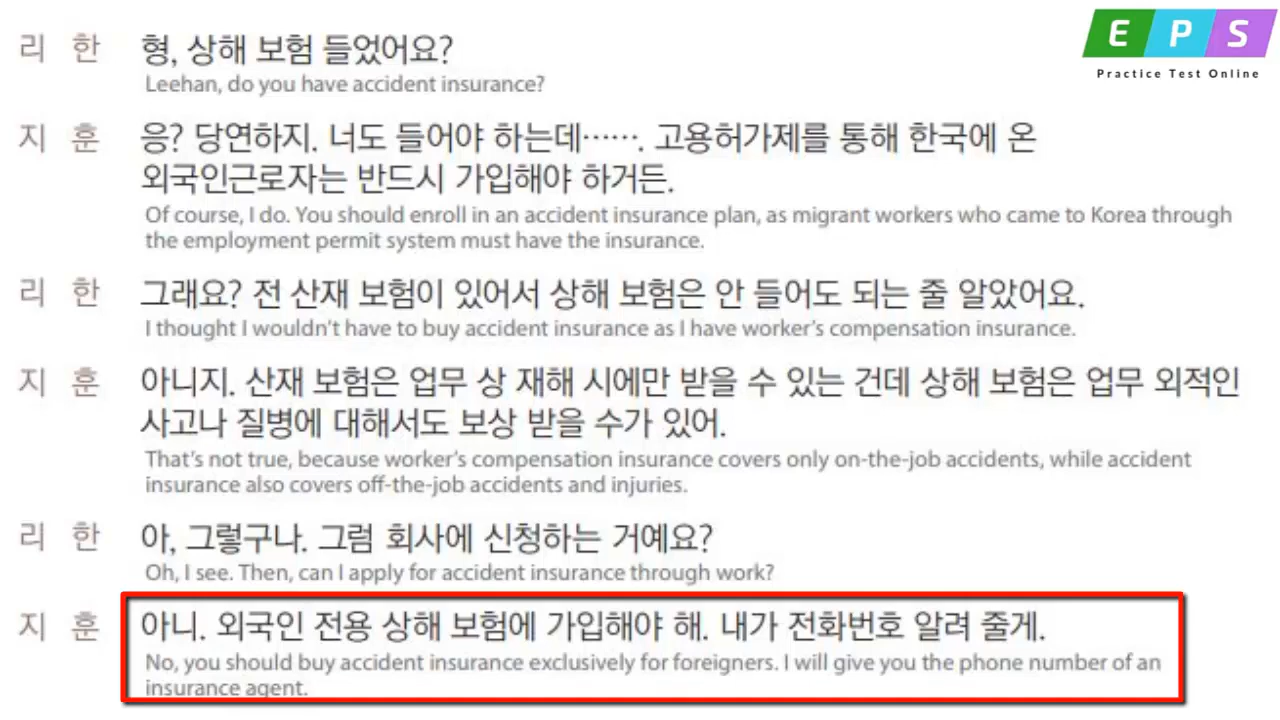 EPS
Practice Test Online
리 한 형, 상해 보험 들었어요?
Leehan, do you have accident insurance?
지 훈 응? 당연하지. 너도 들어야 하는데……. 고용허가제를 통해 한국에 온
외국인근로자는 반드시 가입해야 하거든.
Of course, I do. You should enroll in an accident insurance plan, as migrant workers who came to Korea through
the employment permit system must have the insurance.
리 한 그래요? 전 산재 보험이 있어서 상해 보험은 안 들어도 되는 줄 알았어요.
I thought I wouldn't have to buy accident insurance as I have worker's compensation insurance.
지 훈 아니지. 산재 보험은 업무 상 재해 시에만 받을 수 있는 건데 상해 보험은 업무 외적인
사고나 질병에 대해서도 보상 받을 수가 있어.
That's not true, because worker's compensation insurance covers only on-the-job accidents, while accident
insurance also covers off-the-job accidents and injuries.
리 한 아, 그렇구나. 그럼 회사에 신청하는 거예요?
Oh, I see. Then, can I apply for accident insurance through work?
지 훈 아니. 외국인 전용 상해 보험에 가입해야 해. 내가 전화번호 알려 줄게.
No, you should buy accident insurance exclusively for foreigners. I will give you the phone number of an
insurance agent.